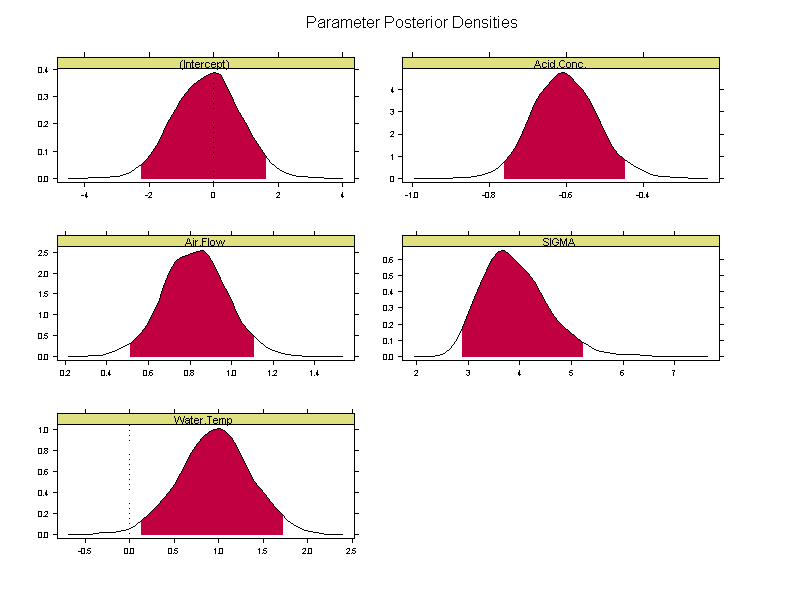 Parameter Posterior Densities
(Intercept)
0.4
0.3
0.2
0.1
0.0
-4 -2 0 2 4
Acid.Conc.
4
3
2
1
0
-1.0 -0.8 -0.6 -0.4
Air.Flow
2.5
2.0
1.5
1.0
0.5
0.0
0.2 0.4 0.6 0.8 1.0 1.2 1.4
SIGMA
0.6
0.5
0.4
0.3
0.2
0.1
0.0
2 3 4 5 6 7
Water.Temp
1.0
0.8
0.6
0.4
0.2
0.0
-0.5 0.0 0.5 1.0 1.5 2.0 2.5